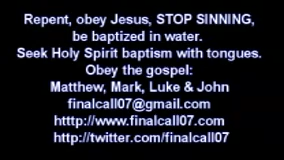 Repent, obey Jesus, STOP SINNING,
be baptized in water.
Seek Holy Spirit baptism with tongues.
Obey the gospel:
Matthew, Mark, Luke & John
finalcall07@gmail.com
htttp://www.finalcall07.com
http://twitter.com/finalcall07